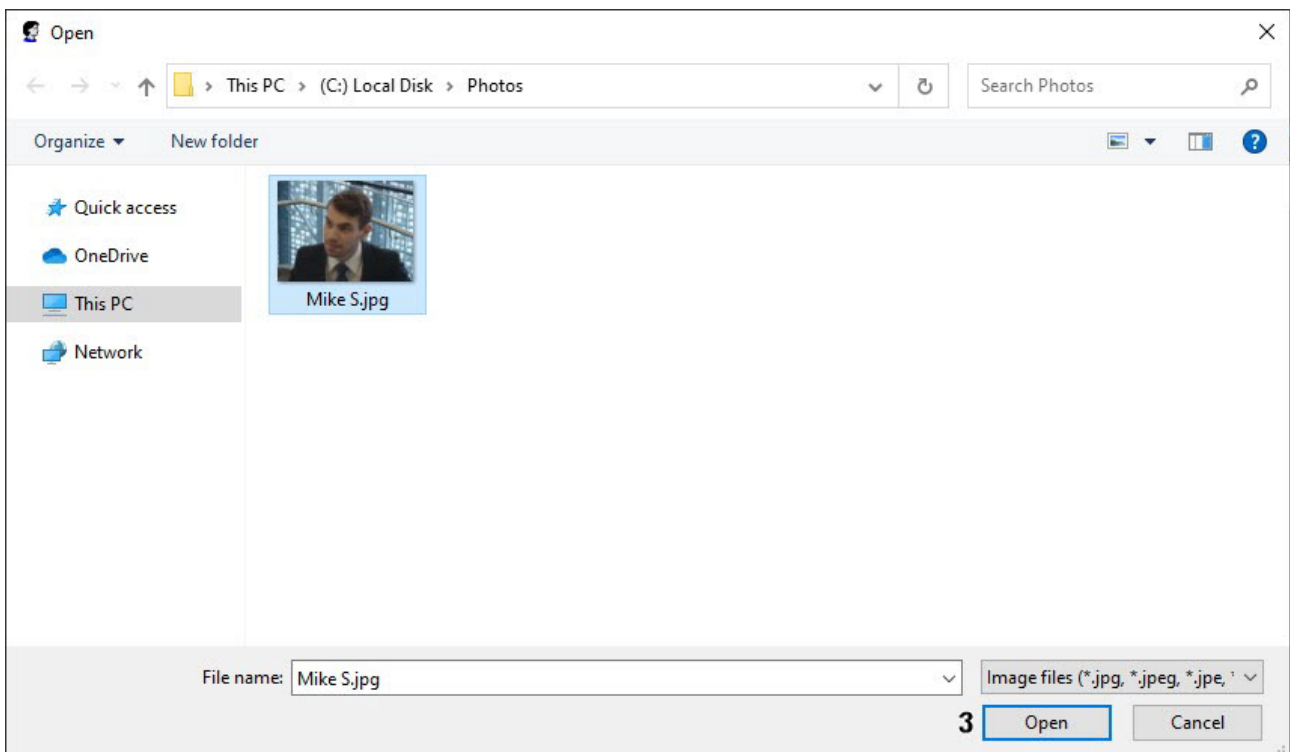 Open
This PC > (C:) Local Disk > Photos
Search Photos
Organize
New folder
Quick access
OneDrive
This PC
Network
Mike S.jpg
File name:
Mike S.jpg
Image files (*.jpg, *.jpeg, *.jpe,
3
Open
Cancel